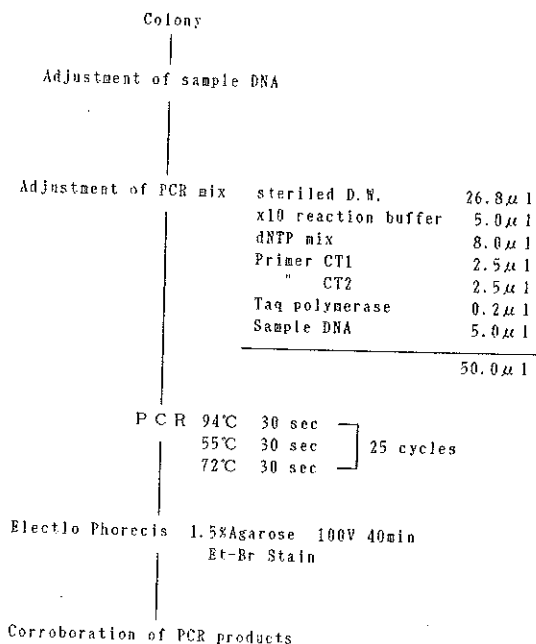 Colony
Adjustment of sample DNA
Adjustment of PCR mix steriled D.W. 26.8μl
x10 reaction buffer 5.0μl
dNTP mix 8.0μl
Primer CT1 2.5μl
" CT2 2.5μl
Taq polymerase 0.2μl
Sample DNA 5.0μl
50.0μl
PCR 94℃ 30 sec
55℃ 30 sec 25 cycles
72℃ 30 sec
Electlo Phorecis 1.5%Agarose 100V 40min
Et-Br Stain
Corroboration of PCR products